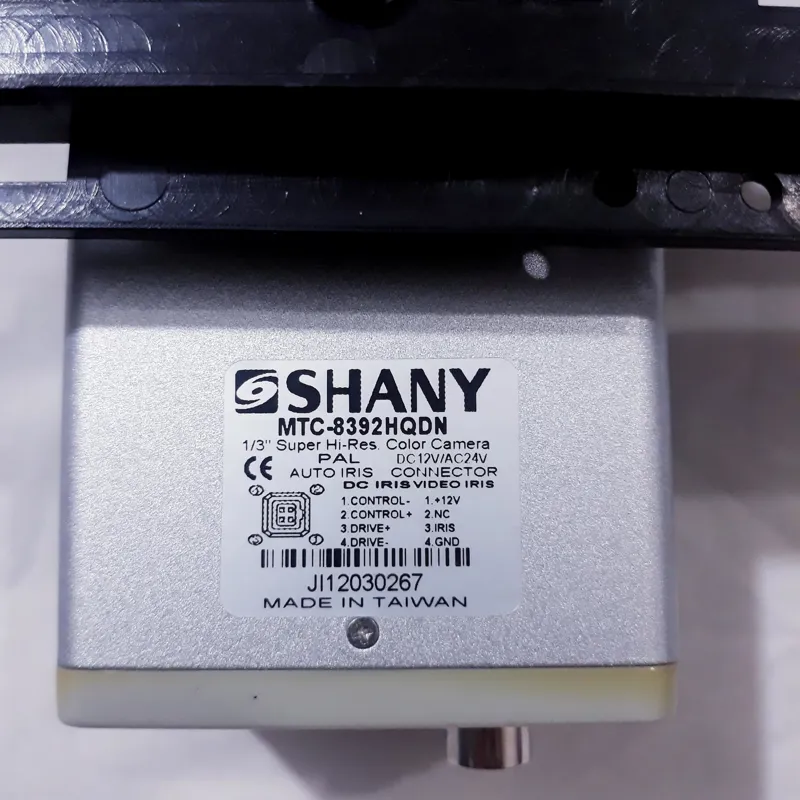 SHANY
MTC-8392HQDN
1/3" Super Hi-Res. Color Camera
PAL DC12V/AC24V
CE AUTO IRIS CONNECTOR
DC IRIS VIDEO IRIS
1.CONTROL- 1.+12V
2.CONTROL+ 2.NC
3.DRIVE+ 3.IRIS
4.DRIVE- 4.GND
JI12030267
MADE IN TAIWAN